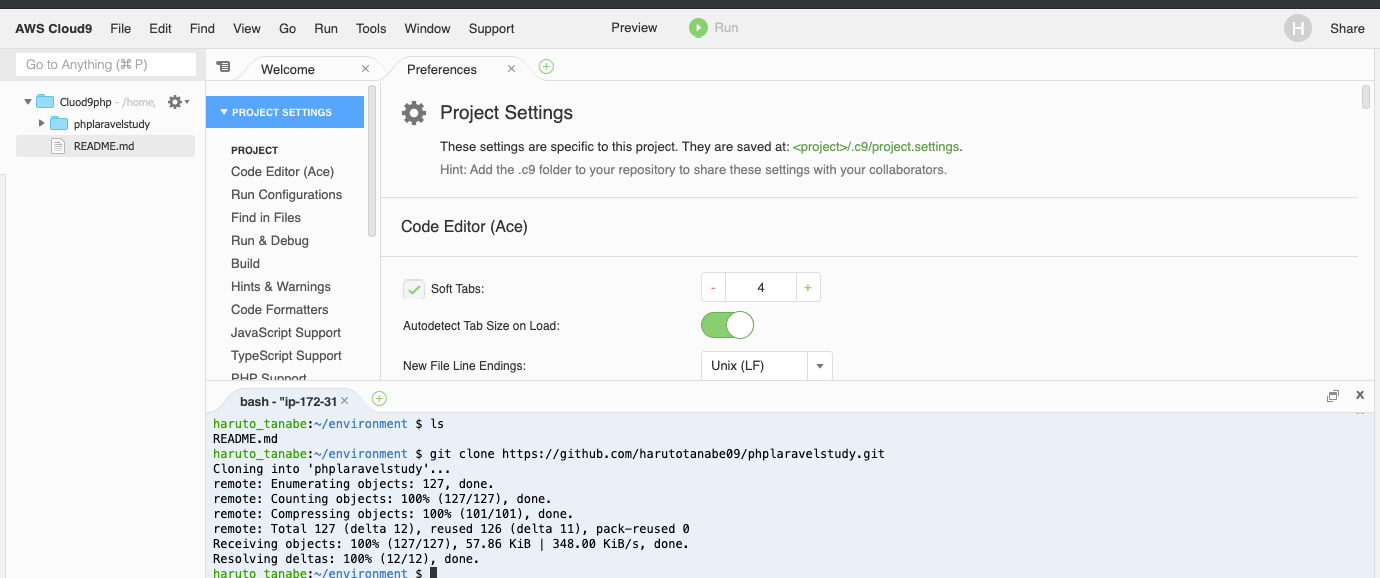 AWS Cloud9 File Edit Find View Go Run Tools Window Support Preview Run H Share
Go to Anything (⌘ P)
Cluod9php - /home,
phplaravelstudy
README.md
Welcome × Preferences ×
PROJECT SETTINGS
PROJECT
Code Editor (Ace)
Run Configurations
Find in Files
Run & Debug
Build
Hints & Warnings
Code Formatters
JavaScript Support
TypeScript Support
PHP Support
Project Settings
These settings are specific to this project. They are saved at: <project>/.c9/project.settings.
Hint: Add the .c9 folder to your repository to share these settings with your collaborators.
Code Editor (Ace)
Soft Tabs: - 4 +
Autodetect Tab Size on Load:
New File Line Endings: Unix (LF)
bash - "ip-172-31 ×
haruto_tanabe:~/environment $ ls
README.md
haruto_tanabe:~/environment $ git clone https://github.com/harutotanabe09/phplaravelstudy.git
Cloning into 'phplaravelstudy'...
remote: Enumerating objects: 127, done.
remote: Counting objects: 100% (127/127), done.
remote: Compressing objects: 100% (101/101), done.
remote: Total 127 (delta 12), reused 126 (delta 11), pack-reused 0
Receiving objects: 100% (127/127), 57.86 KiB | 348.00 KiB/s, done.
Resolving deltas: 100% (12/12), done.
haruto_tanabe:~/environment $